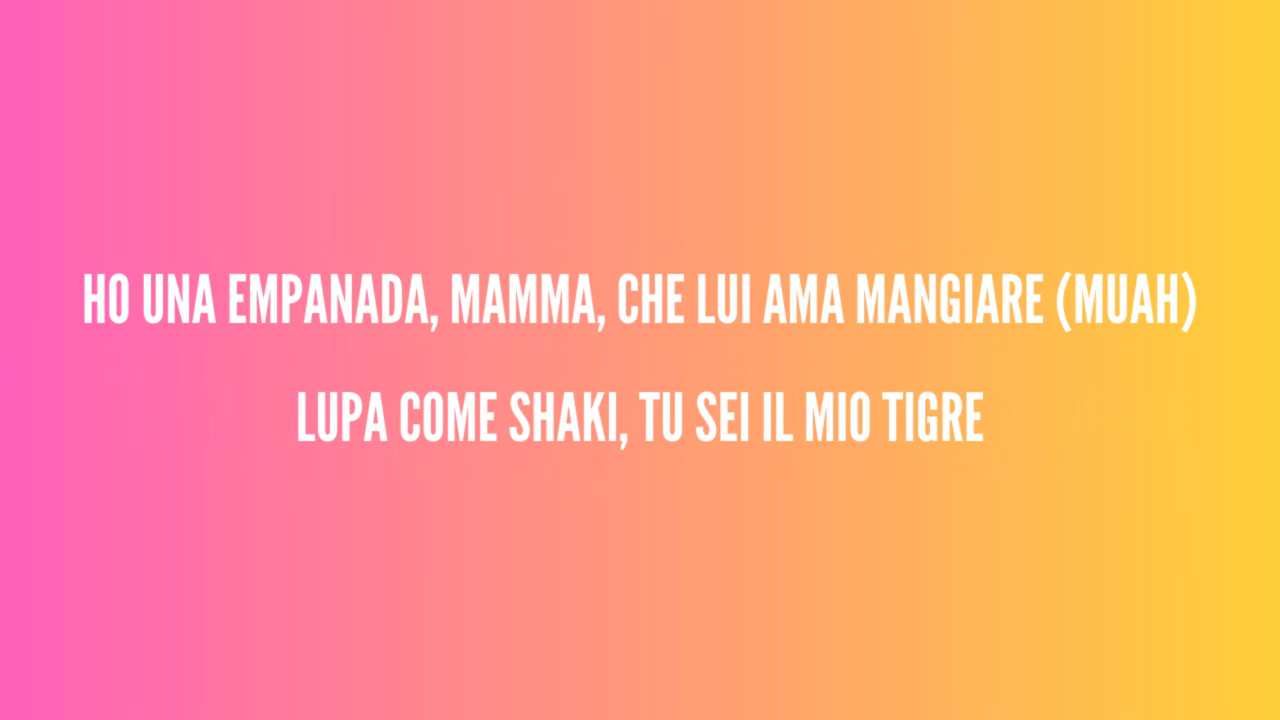 HO UNA EMPANADA, MAMMA, CHE LUI AMA MANGIARE (MUAH)
LUPA COME SHAKI, TU SEI IL MIO TIGRE